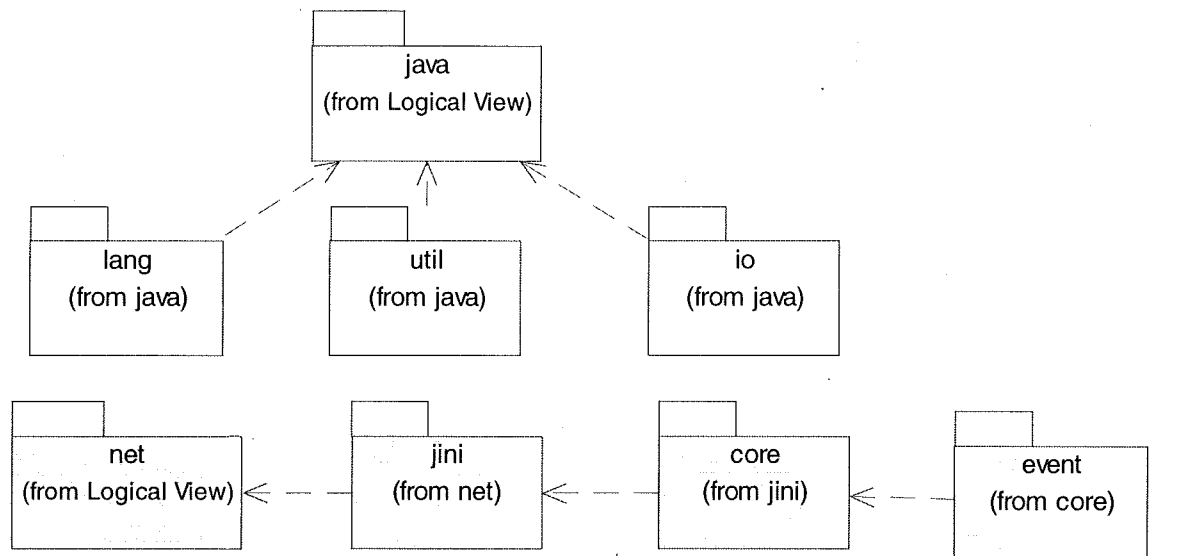 java
(from Logical View)
lang
(from java)
util
(from java)
io
(from java)
net
(from Logical View)
jini
(from net)
core
(from jini)
event
(from core)